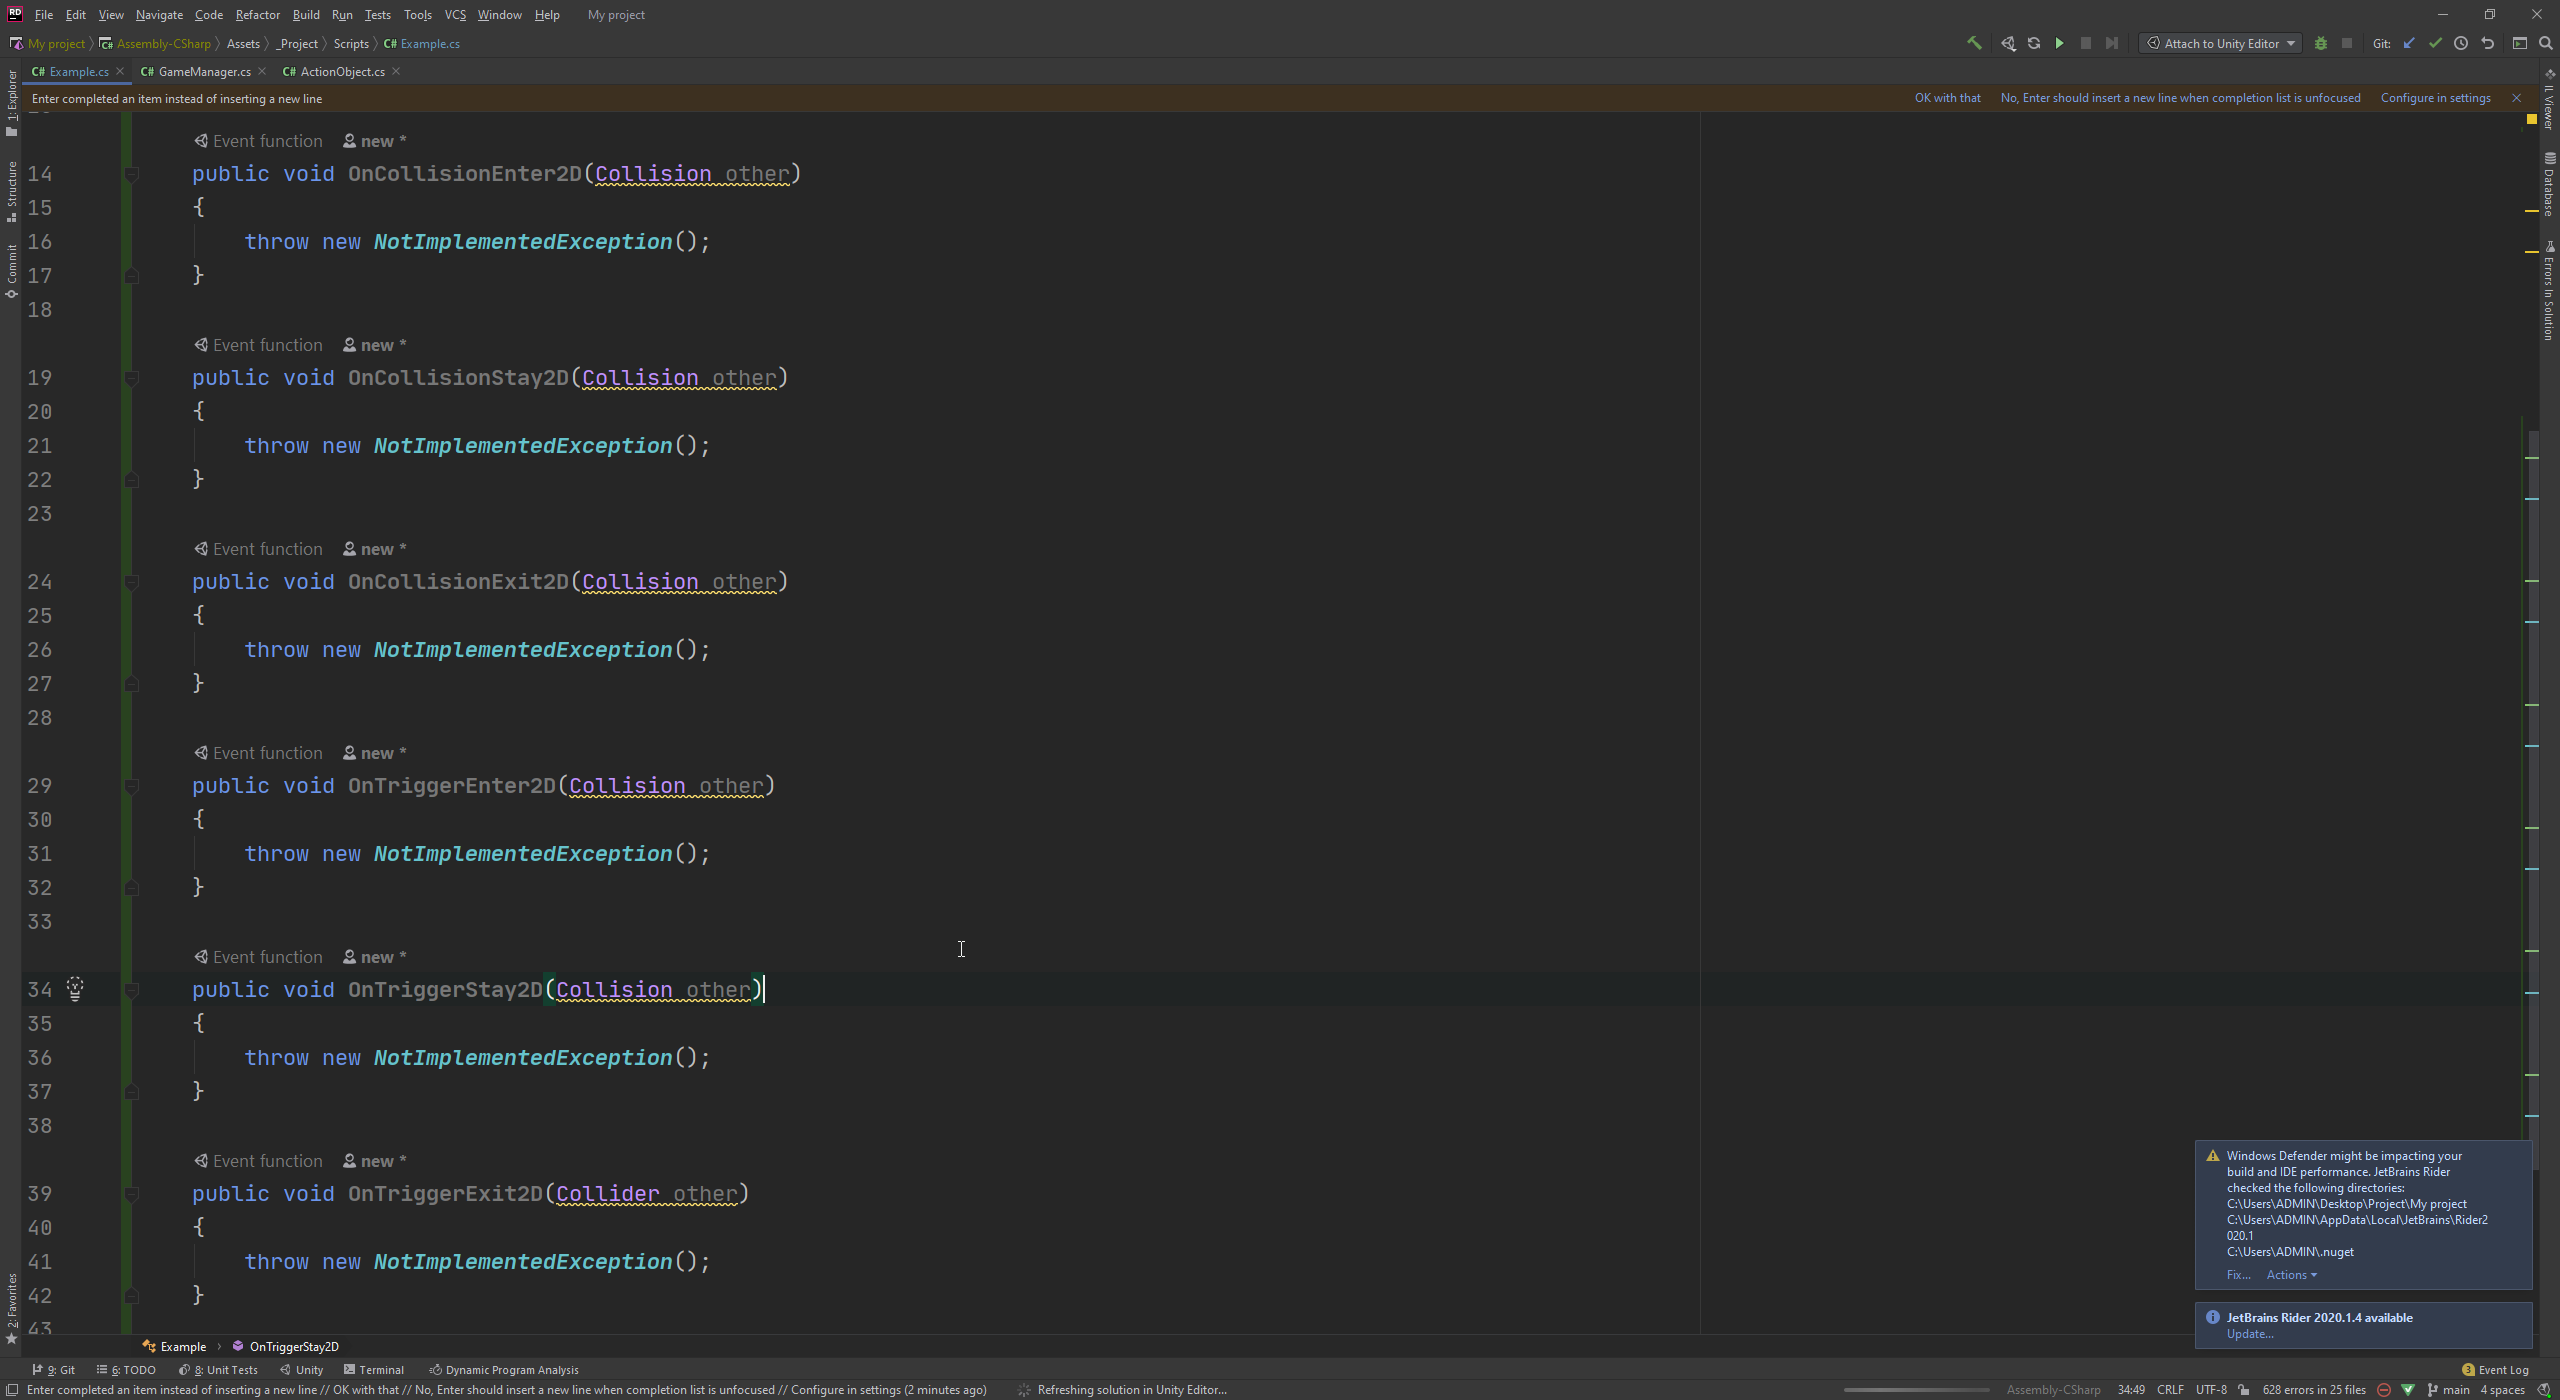 File Edit View Navigate Code Refactor Build Run Tests Tools VCS Window Help My project
My project Assembly-CSharp Assets _Project Scripts C# Example.cs Attach to Unity Editor Git:
C# Example.cs C# GameManager.cs C# ActionObject.cs
Enter completed an item instead of inserting a new line OK with that No, Enter should insert a new line when completion list is unfocused Configure in settings
Event function new *
14 public void OnCollisionEnter2D(Collision other)
15 {
16 throw new NotImplementedException();
17 }
18
Event function new *
19 public void OnCollisionStay2D(Collision other)
20 {
21 throw new NotImplementedException();
22 }
23
Event function new *
24 public void OnCollisionExit2D(Collision other)
25 {
26 throw new NotImplementedException();
27 }
28
Event function new *
29 public void OnTriggerEnter2D(Collision other)
30 {
31 throw new NotImplementedException();
32 }
33
Event function new *
34 public void OnTriggerStay2D(Collision other)
35 {
36 throw new NotImplementedException();
37 }
38
Event function new *
39 public void OnTriggerExit2D(Collider other)
40 {
41 throw new NotImplementedException();
42 }
43
1: Explorer
Structure
Commit
2: Favorites
IL Viewer
Database
Errors In Solution
Windows Defender might be impacting your
build and IDE performance. JetBrains Rider
checked the following directories:
C:\Users\ADMIN\Desktop\Project\My project
C:\Users\ADMIN\AppData\Local\JetBrains\Rider2
020.1
C:\Users\ADMIN\.nuget
Fix... Actions
JetBrains Rider 2020.1.4 available
Update...
Example OnTriggerStay2D
9: Git 6: TODO 8: Unit Tests Unity Terminal Dynamic Program Analysis 3 Event Log
Enter completed an item instead of inserting a new line // OK with that // No, Enter should insert a new line when completion list is unfocused // Configure in settings (2 minutes ago) Refreshing solution in Unity Editor... Assembly-CSharp 34:49 CRLF UTF-8 628 errors in 25 files main 4 spaces